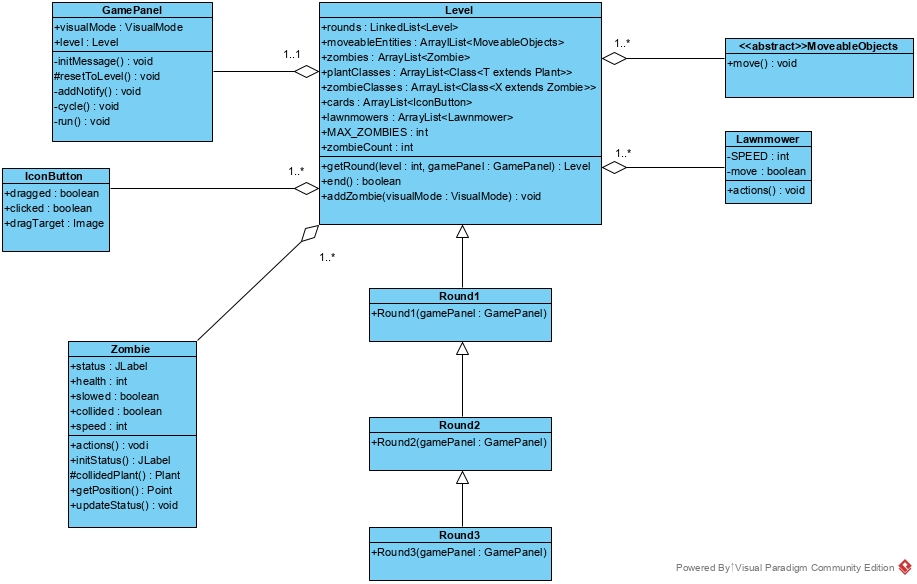 GamePanel
+visualMode : VisualMode
+level : Level
-initMessage() : void
#resetToLevel() : void
-addNotify() : void
-cycle() : void
-run() : void
1..1
Level
+rounds : LinkedList<Level>
+moveableEntities : ArraylList<MoveableObjects>
+zombies : ArrayList<Zombie>
+plantClasses : ArrayList<Class<T extends Plant>>
+zombieClasses : ArrayList<Class<X extends Zombie>>
+cards : ArrayList<IconButton>
+lawnmowers : ArrayList<Lawnmower>
+MAX_ZOMBIES : int
+zombieCount : int
+getRound(level : int, gamePanel : GamePanel) : Level
+end() : boolean
+addZombie(visualMode : VisualMode) : void
1..*
<<abstract>>MoveableObjects
+move() : void
1..*
Lawnmower
-SPEED : int
-move : boolean
+actions() : void
IconButton
+dragged : boolean
+clicked : boolean
+dragTarget : Image
1..*
1..*
Zombie
+status : JLabel
+health : int
+slowed : boolean
+collided : boolean
+speed : int
+actions() : vodi
+initStatus() : JLabel
#collidedPlant() : Plant
+getPosition() : Point
+updateStatus() : void
Round1
+Round1(gamePanel : GamePanel)
Round2
+Round2(gamePanel : GamePanel)
Round3
+Round3(gamePanel : GamePanel)
Powered By Visual Paradigm Community Edition